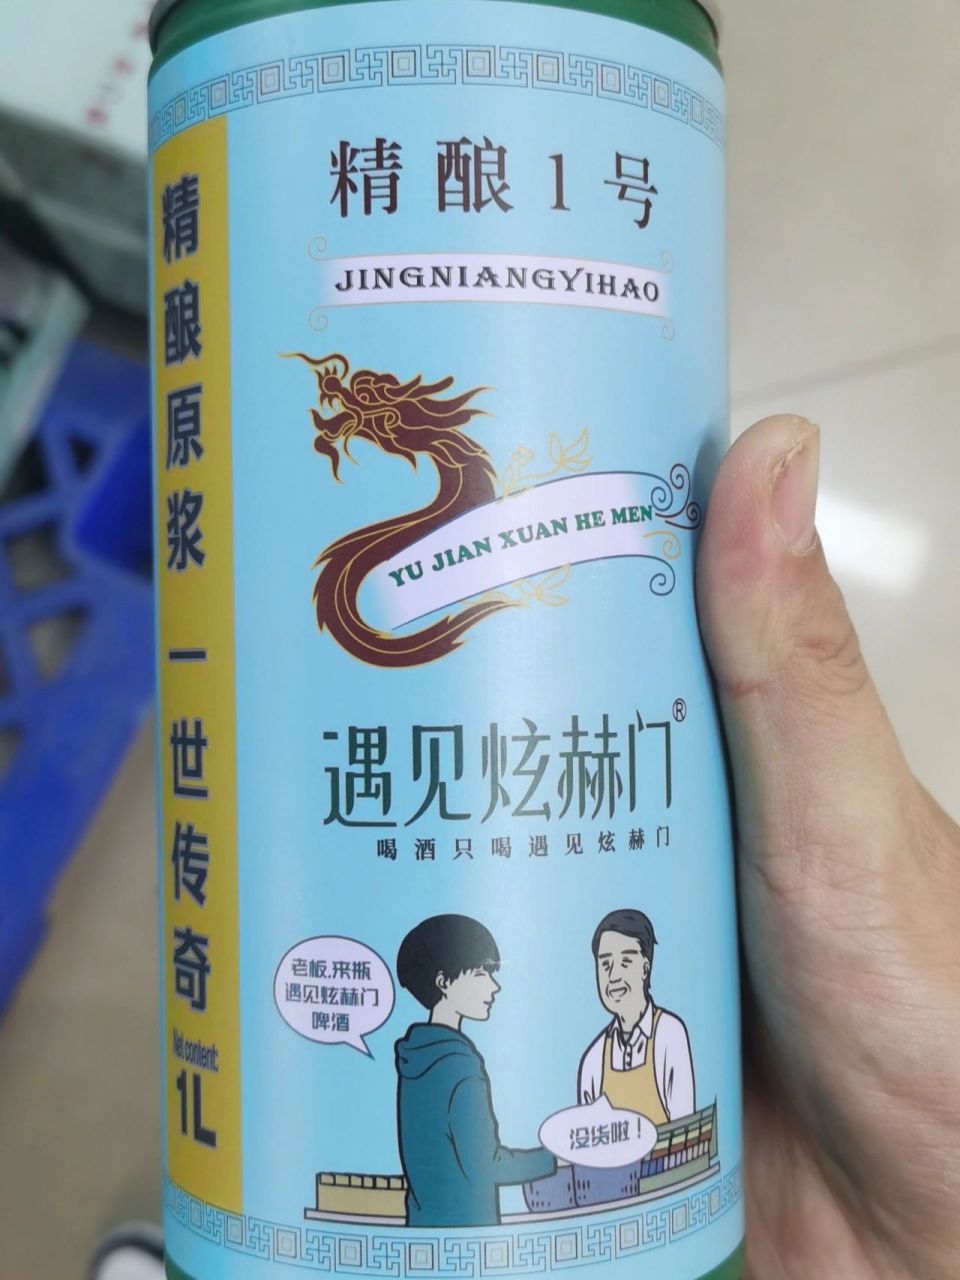 精酿1号
JINGNIANGYIHAO
YU JIAN XUAN HE MEN
遇见炫赫门®
喝酒只喝遇见炫赫门
老板,来瓶
遇见炫赫门
啤酒
没货啦!
精酿原浆 一世传奇
Net content:
1L